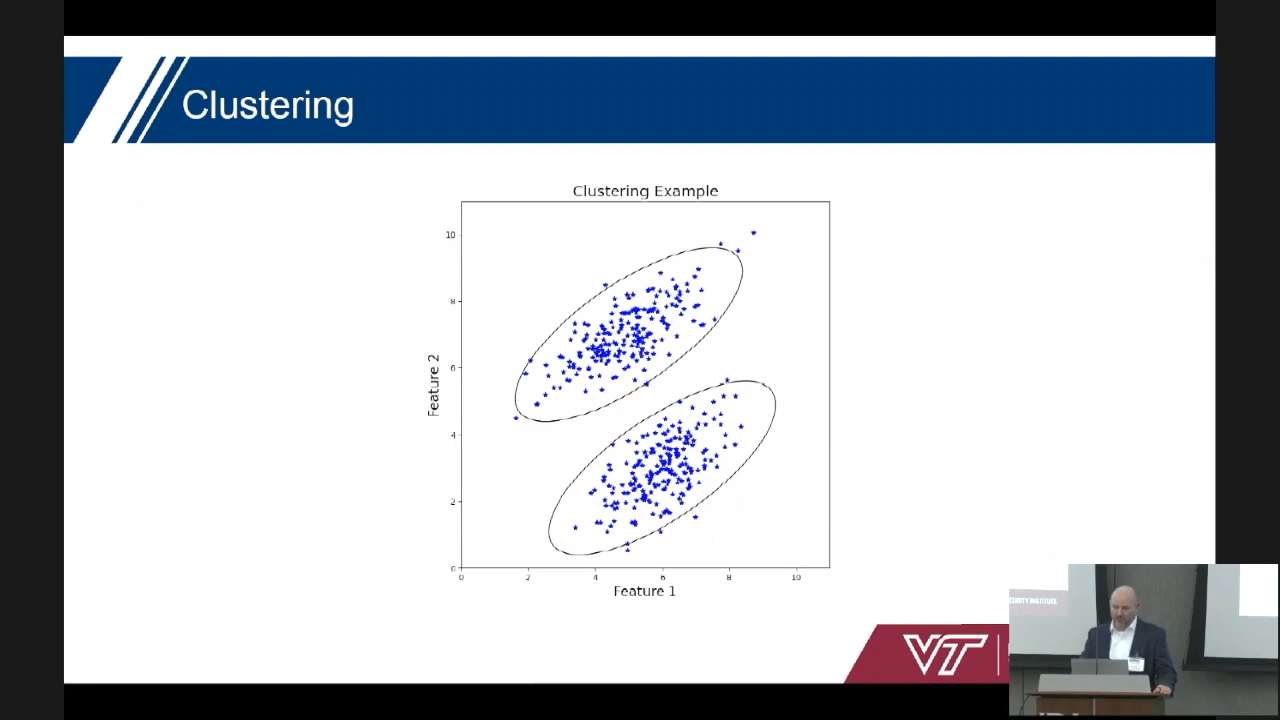 Clustering
Clustering Example
10
8
6
4
2
0
Feature 2
0 2 4 6 8 10
Feature 1
VT
INSTITUTE